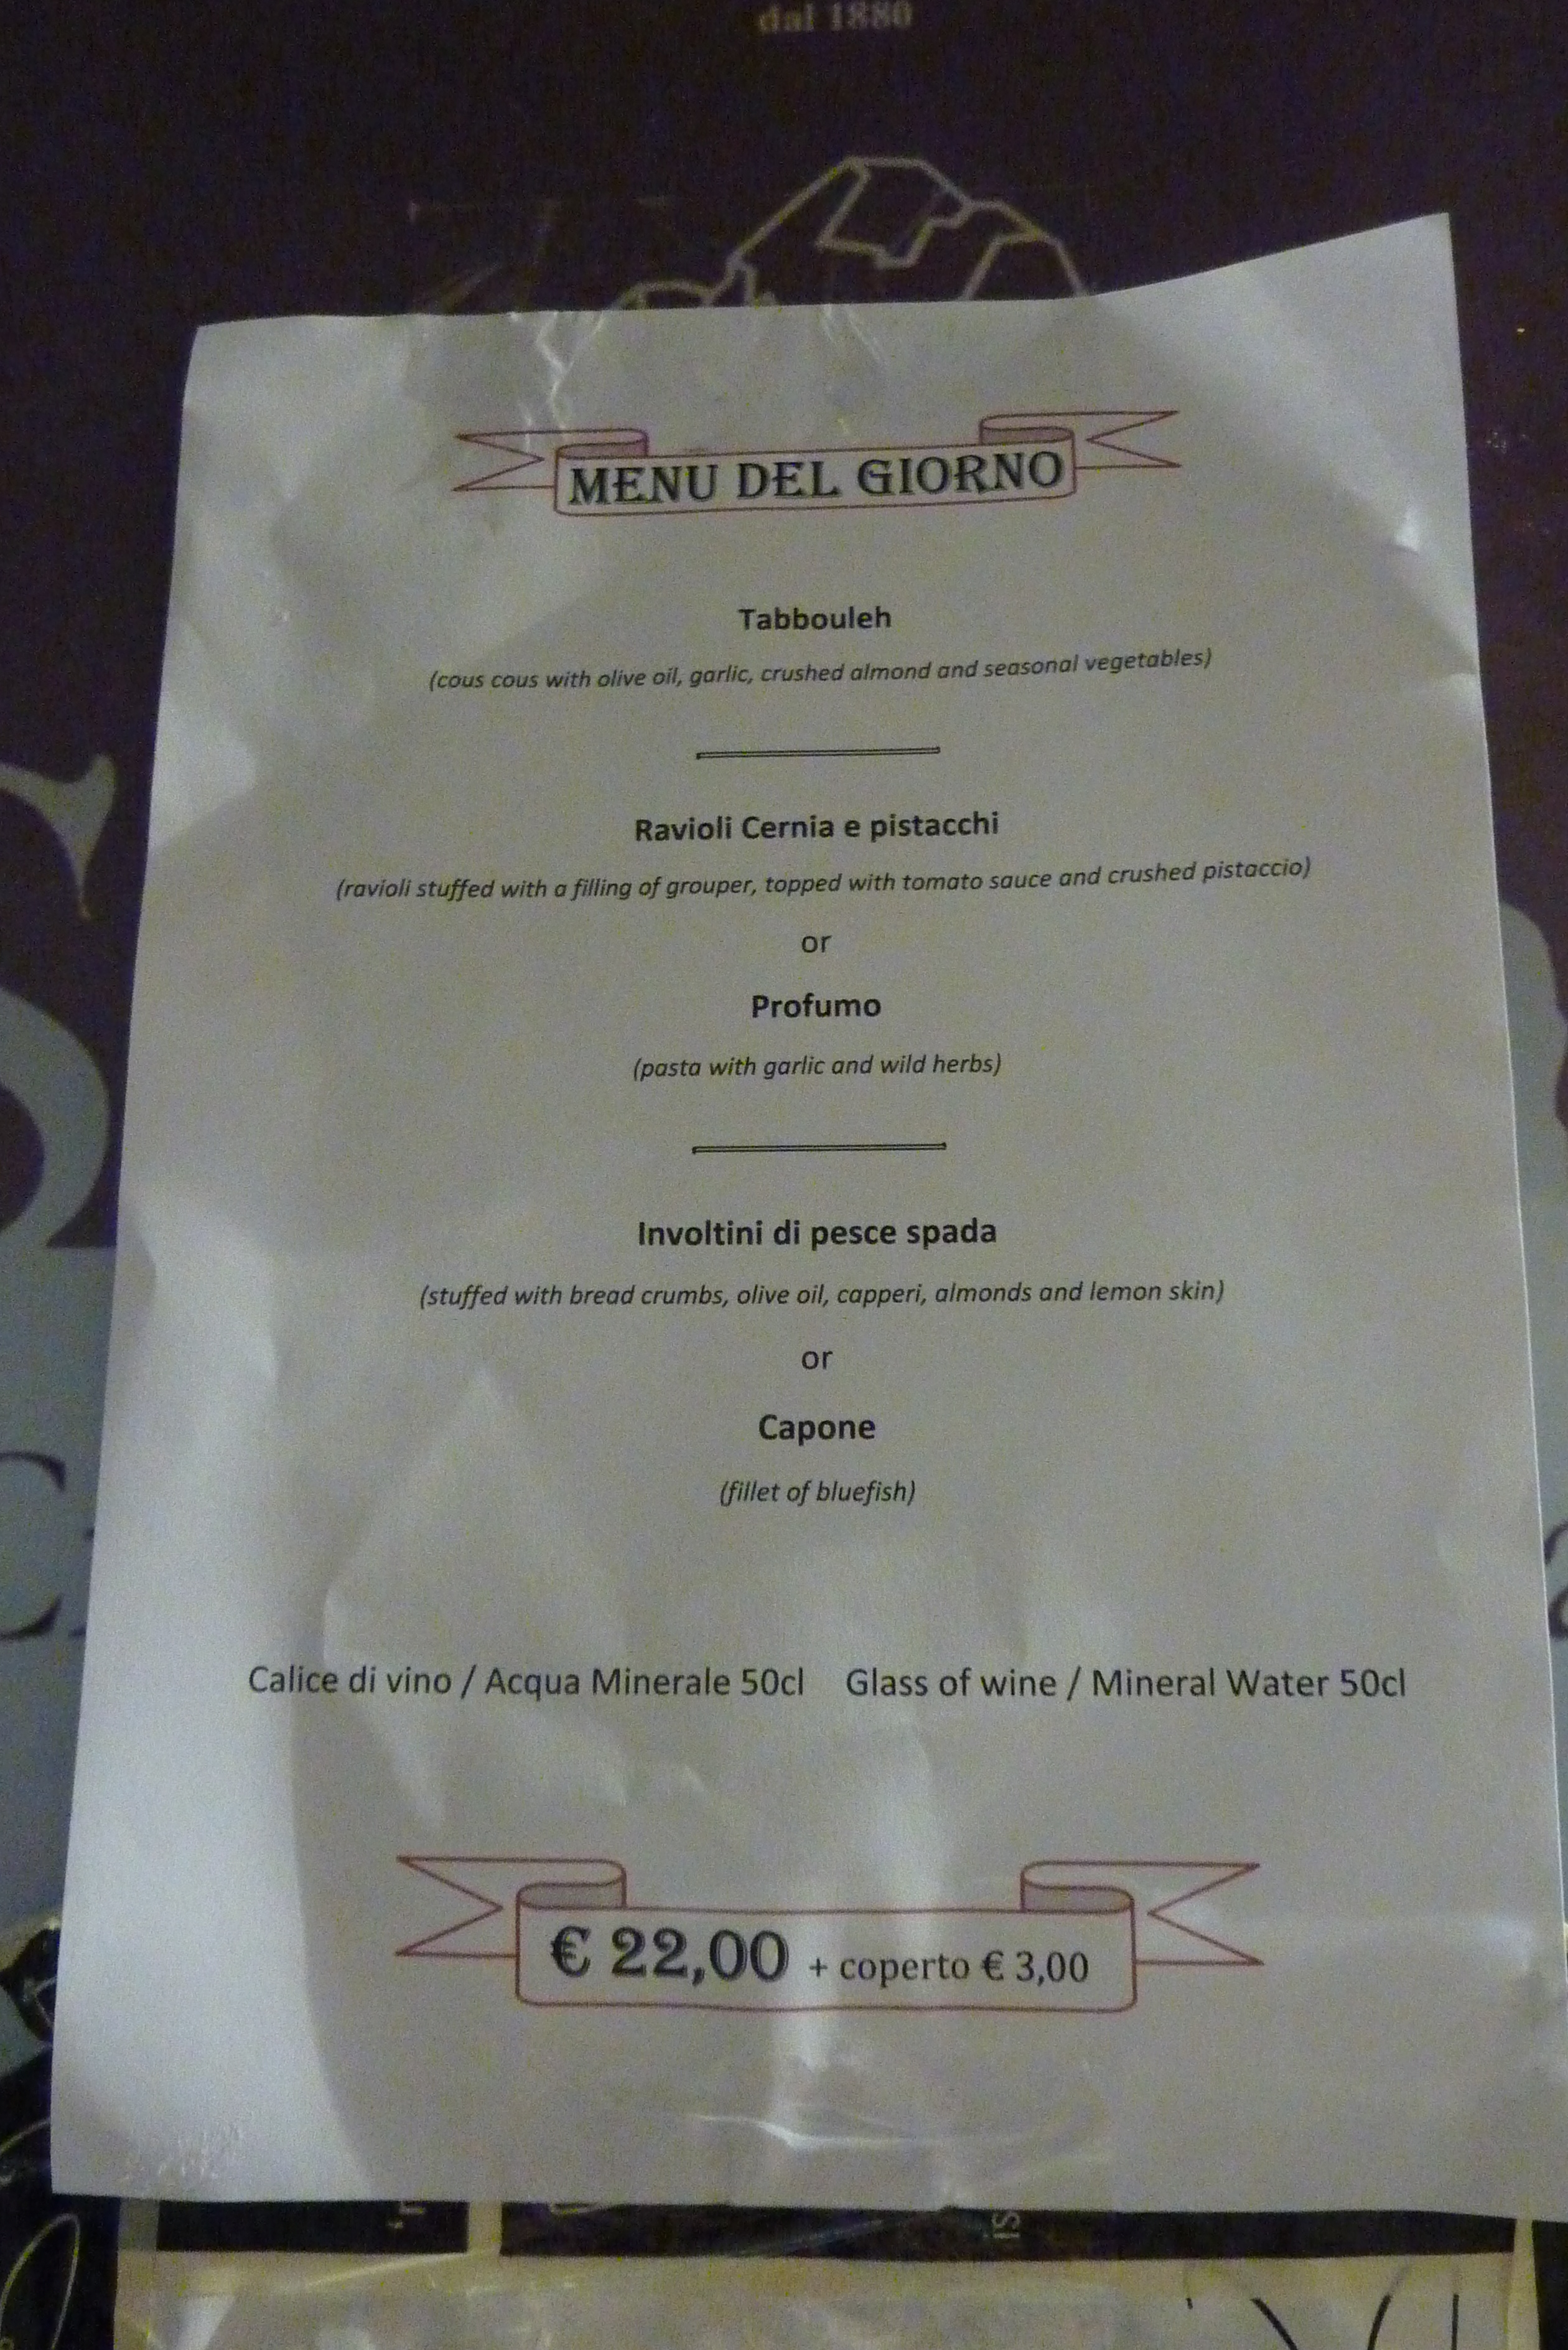 dal 1880
MENU DEL GIORNO
Tabbouleh
(cous cous with olive oil, garlic, crushed almond and seasonal vegetables)
Ravioli Cernia e pistacchi
(ravioli stuffed with a filling of grouper, topped with tomato sauce and crushed pistaccio)
or
Profumo
(pasta with garlic and wild herbs)
Involtini di pesce spada
(stuffed with bread crumbs, olive oil, capperi, almonds and lemon skin)
or
Capone
(fillet of bluefish)
Calice di vino / Acqua Minerale 50cl Glass of wine / Mineral Water 50cl
€ 22,00 + coperto € 3,00